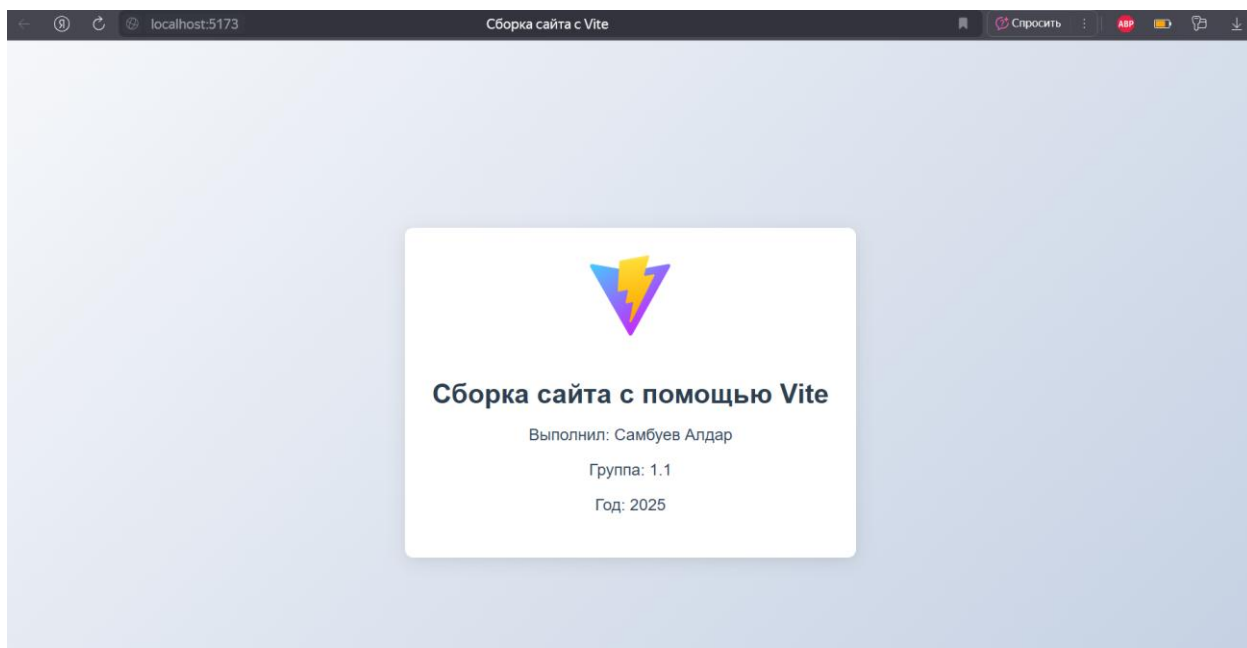 Я localhost:5173 Сборка сайта с Vite Спросить ABP
Сборка сайта с помощью Vite
Выполнил: Самбуев Алдар
Группа: 1.1
Год: 2025